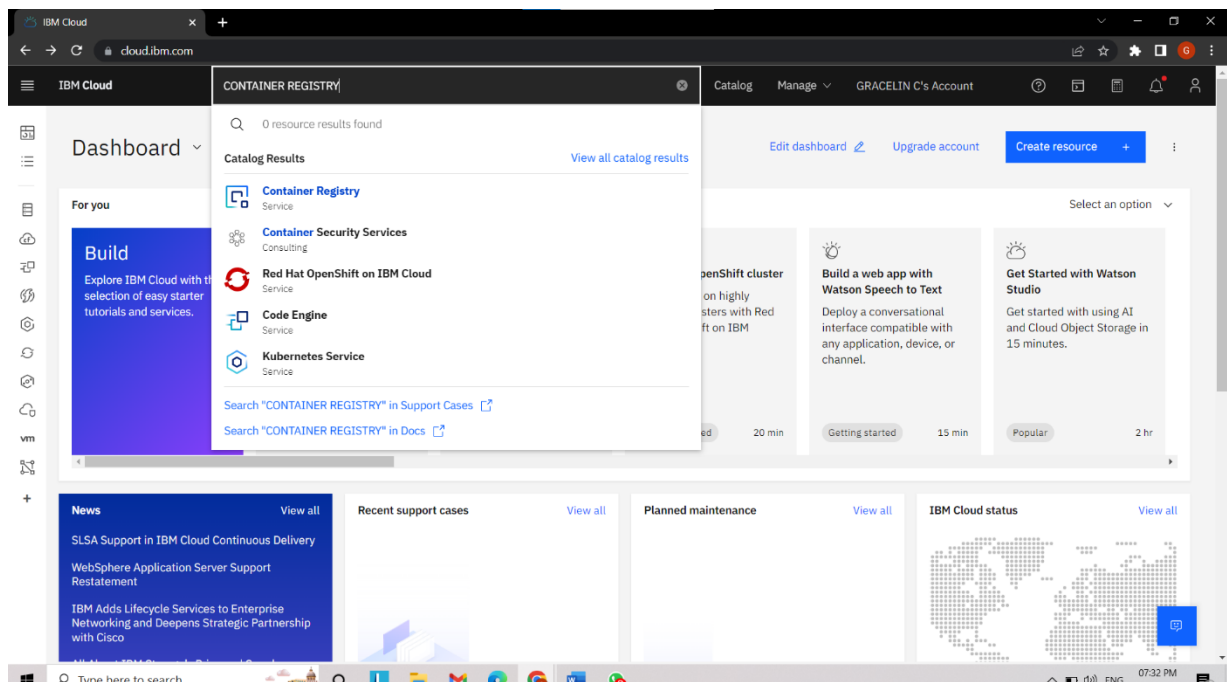 IBM Cloud
cloud.ibm.com
G
IBM Cloud
CONTAINER REGISTRY
Catalog
Manage
GRACELIN C's Account
Dashboard
Edit dashboard
Upgrade account
Create resource +
0 resource results found
Catalog Results
View all catalog results
Container Registry
Service
Container Security Services
Consulting
Red Hat OpenShift on IBM Cloud
Service
Code Engine
Service
Kubernetes Service
Service
Search "CONTAINER REGISTRY" in Support Cases
Search "CONTAINER REGISTRY" in Docs
vm
For you
Select an option
Build
Explore IBM Cloud with
selection of easy starter
tutorials and services.
penShift cluster
on highly
sters with Red
ft on IBM
ed
20 min
Build a web app with
Watson Speech to Text
Deploy a conversational
interface compatible with
any application, device, or
channel.
Getting started
15 min
Get Started with Watson
Studio
Get started with using AI
and Cloud Object Storage in
15 minutes.
Popular
2 hr
News
View all
SLSA Support in IBM Cloud Continuous Delivery
WebSphere Application Server Support
Restatement
IBM Adds Lifecycle Services to Enterprise
Networking and Deepens Strategic Partnership
with Cisco
Recent support cases
View all
Planned maintenance
View all
IBM Cloud status
View all
Type here to search
ENG
07:32 PM